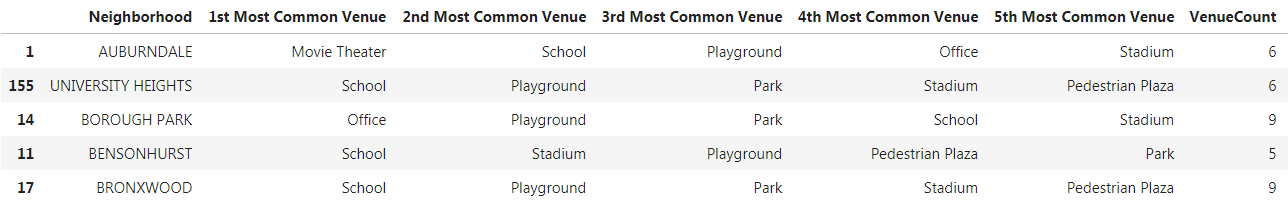 Neighborhood 1st Most Common Venue 2nd Most Common Venue 3rd Most Common Venue 4th Most Common Venue 5th Most Common Venue VenueCount
1 AUBURNDALE Movie Theater School Playground Office Stadium 6
155 UNIVERSITY HEIGHTS School Playground Park Stadium Pedestrian Plaza 6
14 BOROUGH PARK Office Playground Park School Stadium 9
11 BENSONHURST School Stadium Playground Pedestrian Plaza Park 5
17 BRONXWOOD School Playground Park Stadium Pedestrian Plaza 9